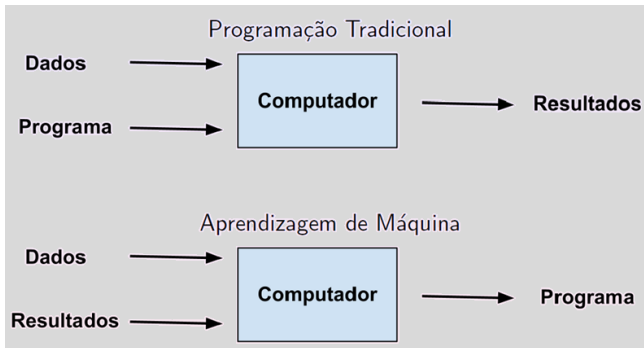 Programação Tradicional
Dados
Computador
Resultados
Programa
Aprendizagem de Máquina
Dados
Computador
Programa
Resultados